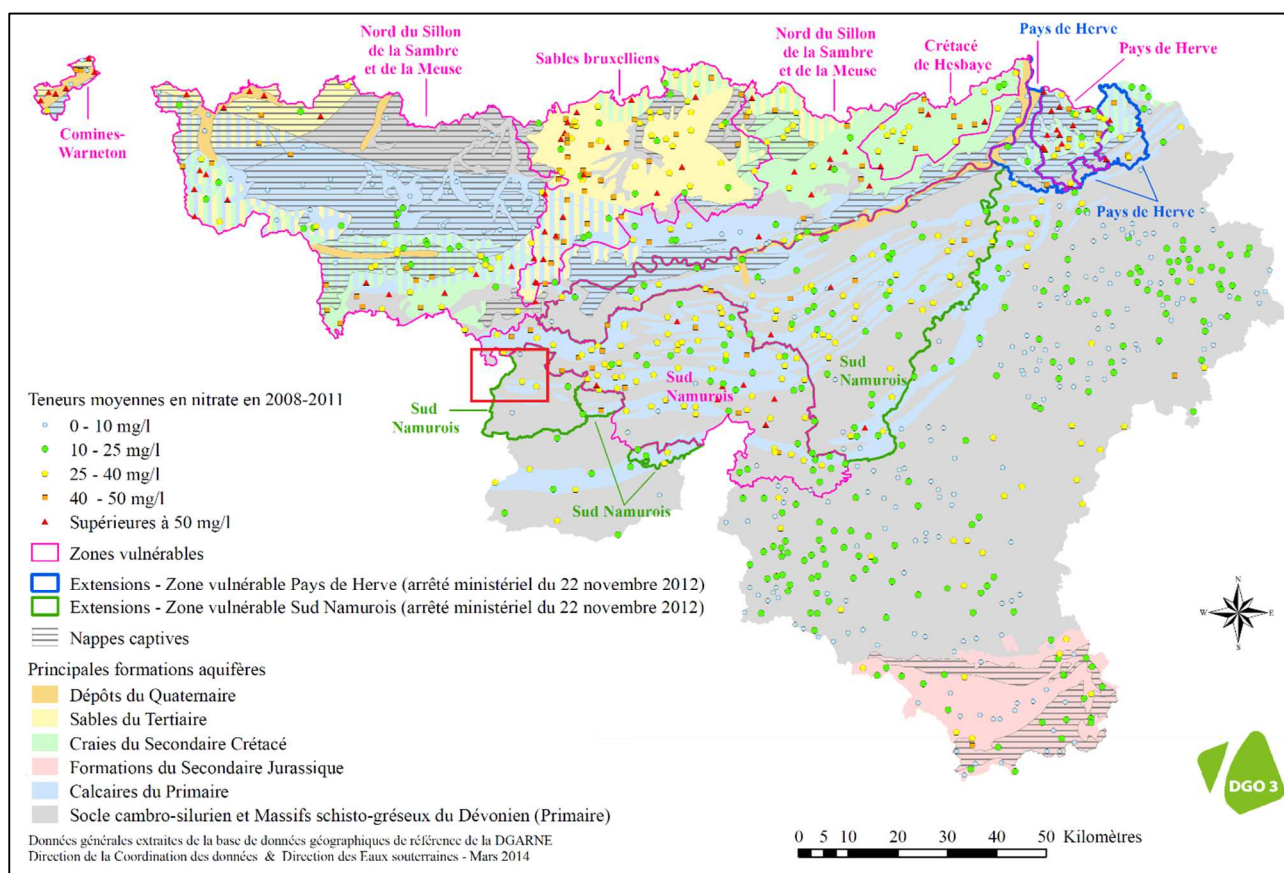 Nord du Sillon
de la Sambre
et de la Meuse
Sables bruxelliens
Nord du Sillon
de la Sambre
et de la Meuse
Crétacé
de Hesbaye
Pays de Herve
Pays de Herve
Comines-
Warneton
Pays de Herve
Sud
Namurois
Sud
Namurois
Sud
Namurois
Sud Namurois
Teneurs moyennes en nitrate en 2008-2011
0 - 10 mg/l
10 - 25 mg/l
25 - 40 mg/l
40 - 50 mg/l
Supérieures à 50 mg/l
Zones vulnérables
Extensions - Zone vulnérable Pays de Herve (arrêté ministériel du 22 novembre 2012)
Extensions - Zone vulnérable Sud Namurois (arrêté ministériel du 22 novembre 2012)
Nappes captives
Principales formations aquifères
Dépôts du Quaternaire
Sables du Tertiaire
Craies du Secondaire Crétacé
Formations du Secondaire Jurassique
Calcaires du Primaire
Socle cambro-silurien et Massifs schisto-gréseux du Dévonien (Primaire)
Données générales extraites de la base de données géographiques de référence de la DGARNE
Direction de la Coordination des données & Direction des Eaux souterraines - Mars 2014
N
W E
S
DGO 3
0 5 10 20 30 40 50 Kilomètres